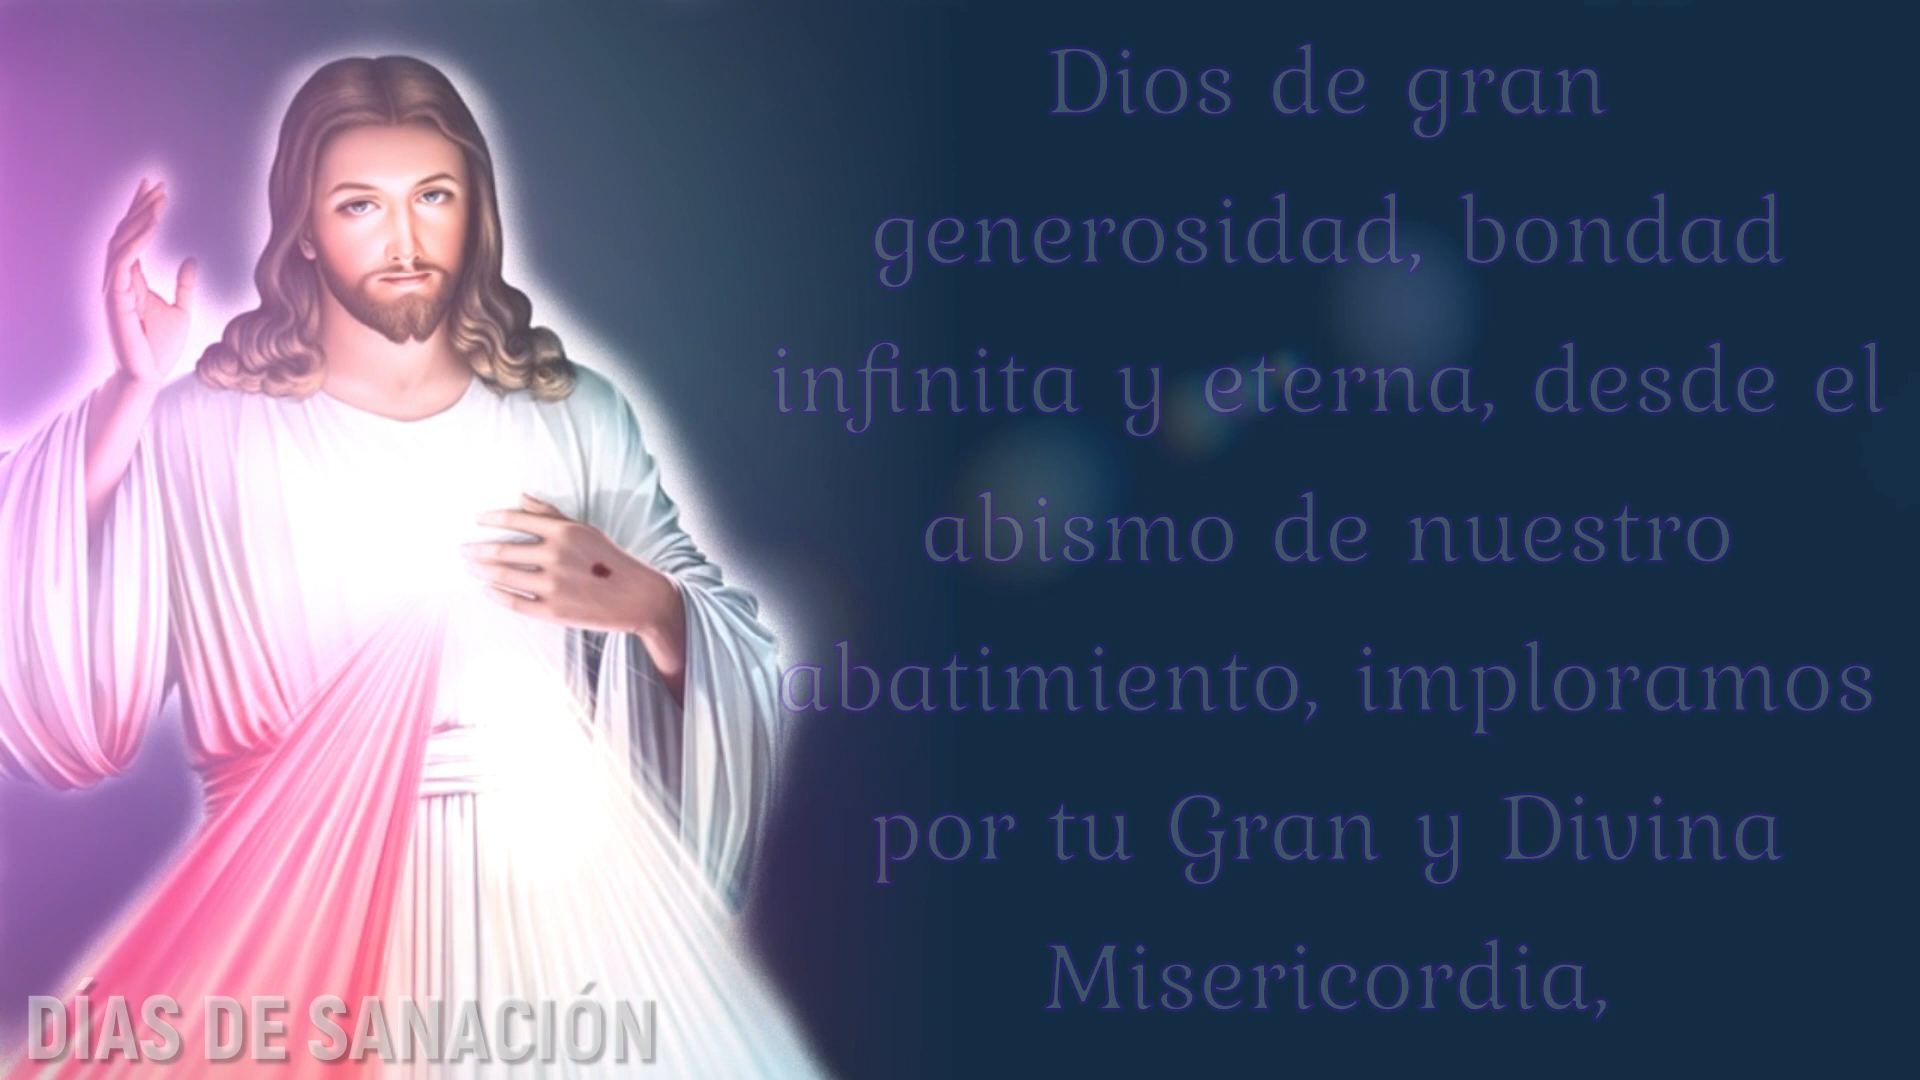 Dios de gran
generosidad, bondad
infinita y eterna, desde el
abismo de nuestro
abatimiento, imploramos
por tu Gran y Divina
Misericordia,
DÍAS DE SANACIÓN